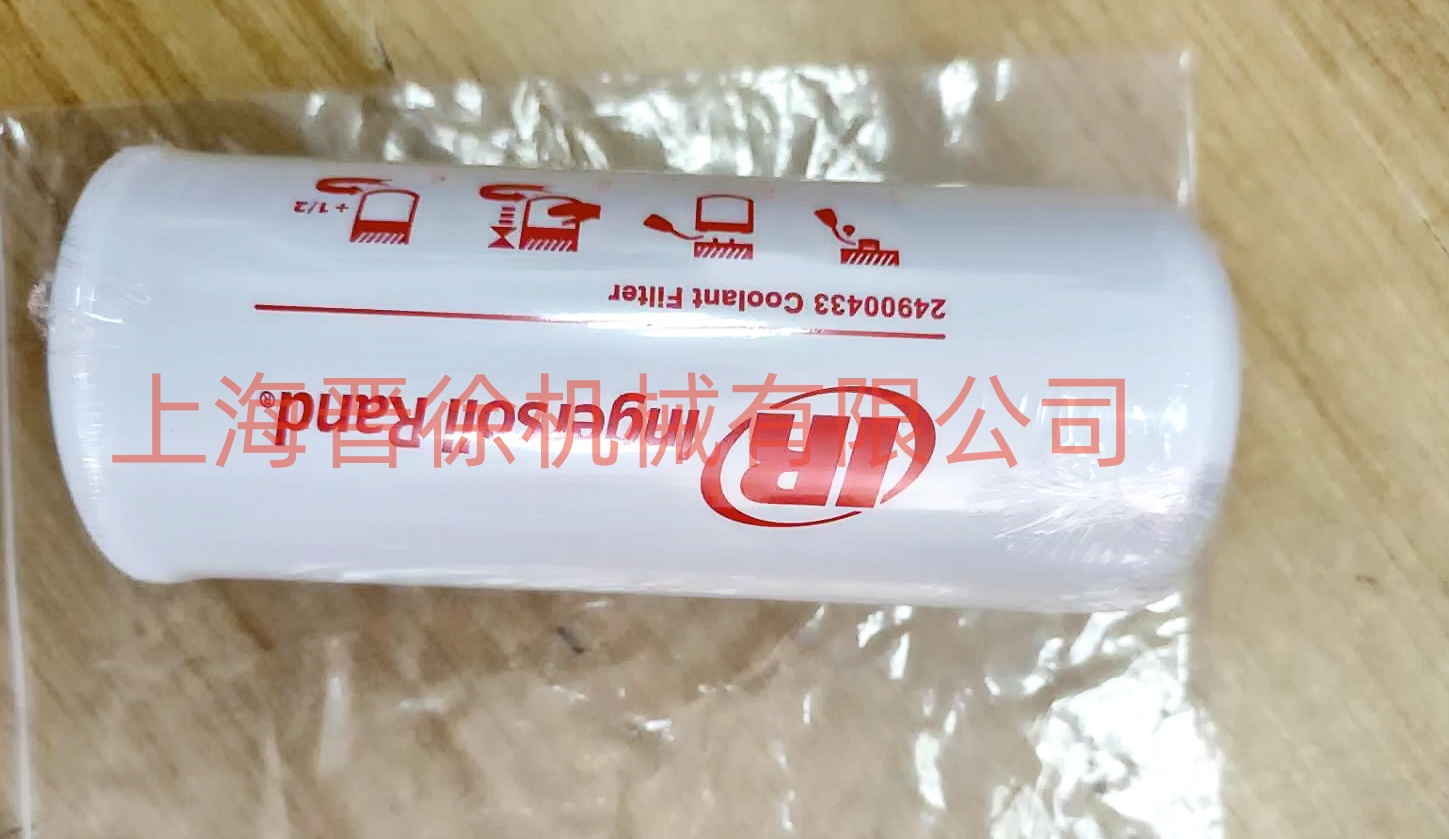 IR Ingersoll Rand®
24900433 Coolant Filter
+ 1/2
上海晋徐机械有限公司